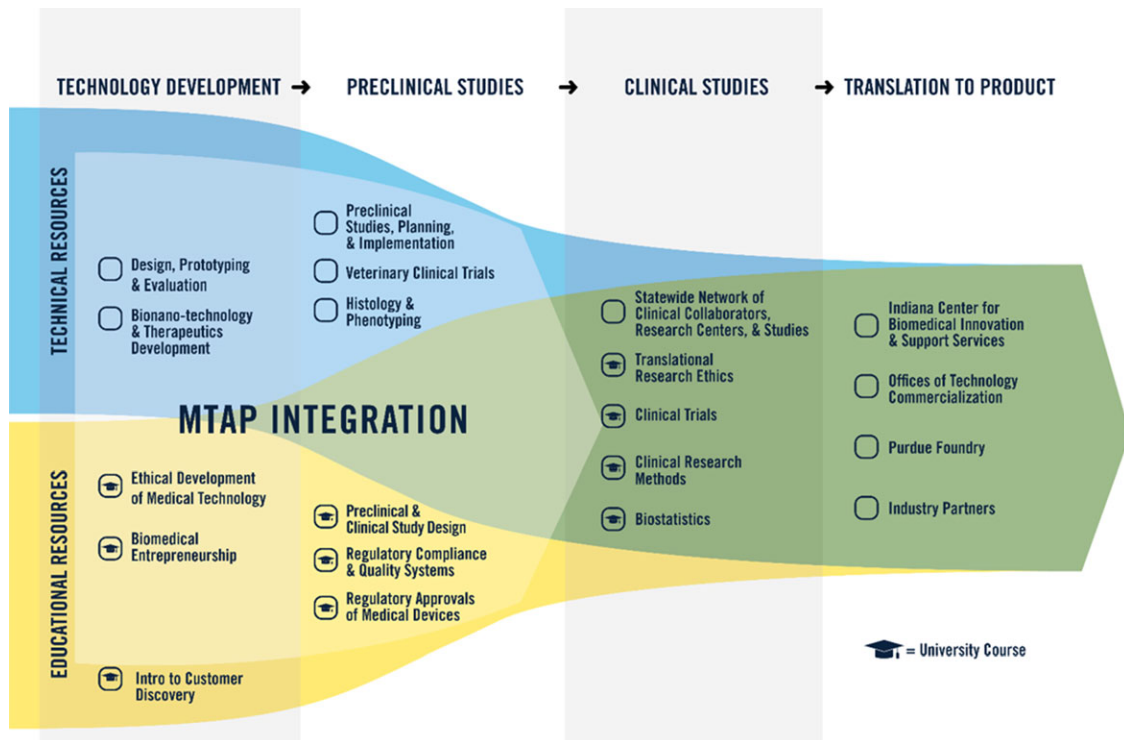 TECHNOLOGY DEVELOPMENT → PRECLINICAL STUDIES → CLINICAL STUDIES → TRANSLATION TO PRODUCT
TECHNICAL RESOURCES
Design, Prototyping
& Evaluation
Bionano-technology
& Therapeutics
Development
Preclinical
Studies, Planning,
& Implementation
Veterinary Clinical Trials
Histology &
Phenotyping
MTAP INTEGRATION
EDUCATIONAL RESOURCES
Ethical Development
of Medical Technology
Biomedical
Entrepreneurship
Intro to Customer
Discovery
Preclinical &
Clinical Study Design
Regulatory Compliance
& Quality Systems
Regulatory Approvals
of Medical Devices
Statewide Network of
Clinical Collaborators,
Research Centers, & Studies
Translational
Research Ethics
Clinical Trials
Clinical Research
Methods
Biostatistics
Indiana Center for
Biomedical Innovation
& Support Services
Offices of Technology
Commercialization
Purdue Foundry
Industry Partners
= University Course